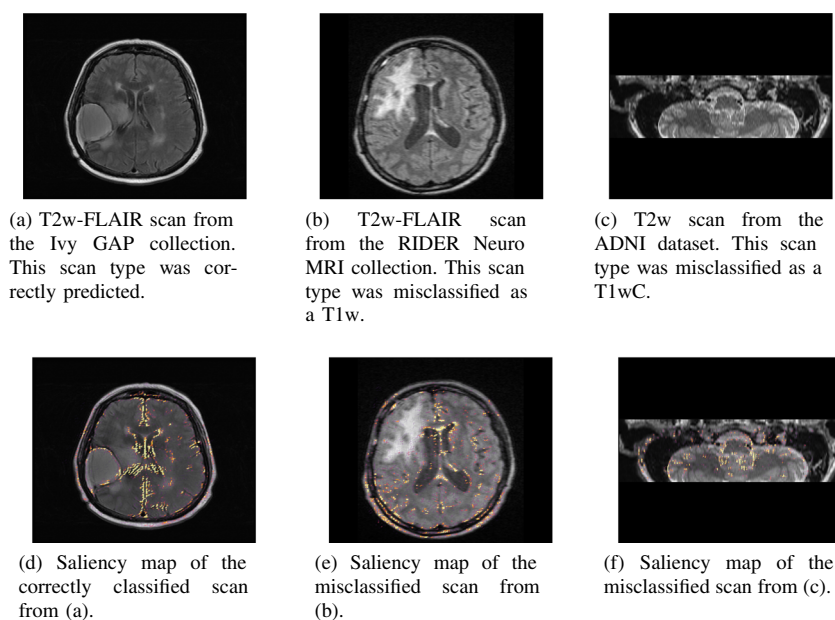 (a) T2w-FLAIR scan from
the Ivy GAP collection.
This scan type was cor-
rectly predicted.
(b) T2w-FLAIR scan
from the RIDER Neuro
MRI collection. This scan
type was misclassified as
a T1w.
(c) T2w scan from the
ADNI dataset. This scan
type was misclassified as a
T1wC.
(d) Saliency map of the
correctly classified scan
from (a).
(e) Saliency map of the
misclassified scan from
(b).
(f) Saliency map of the
misclassified scan from (c).